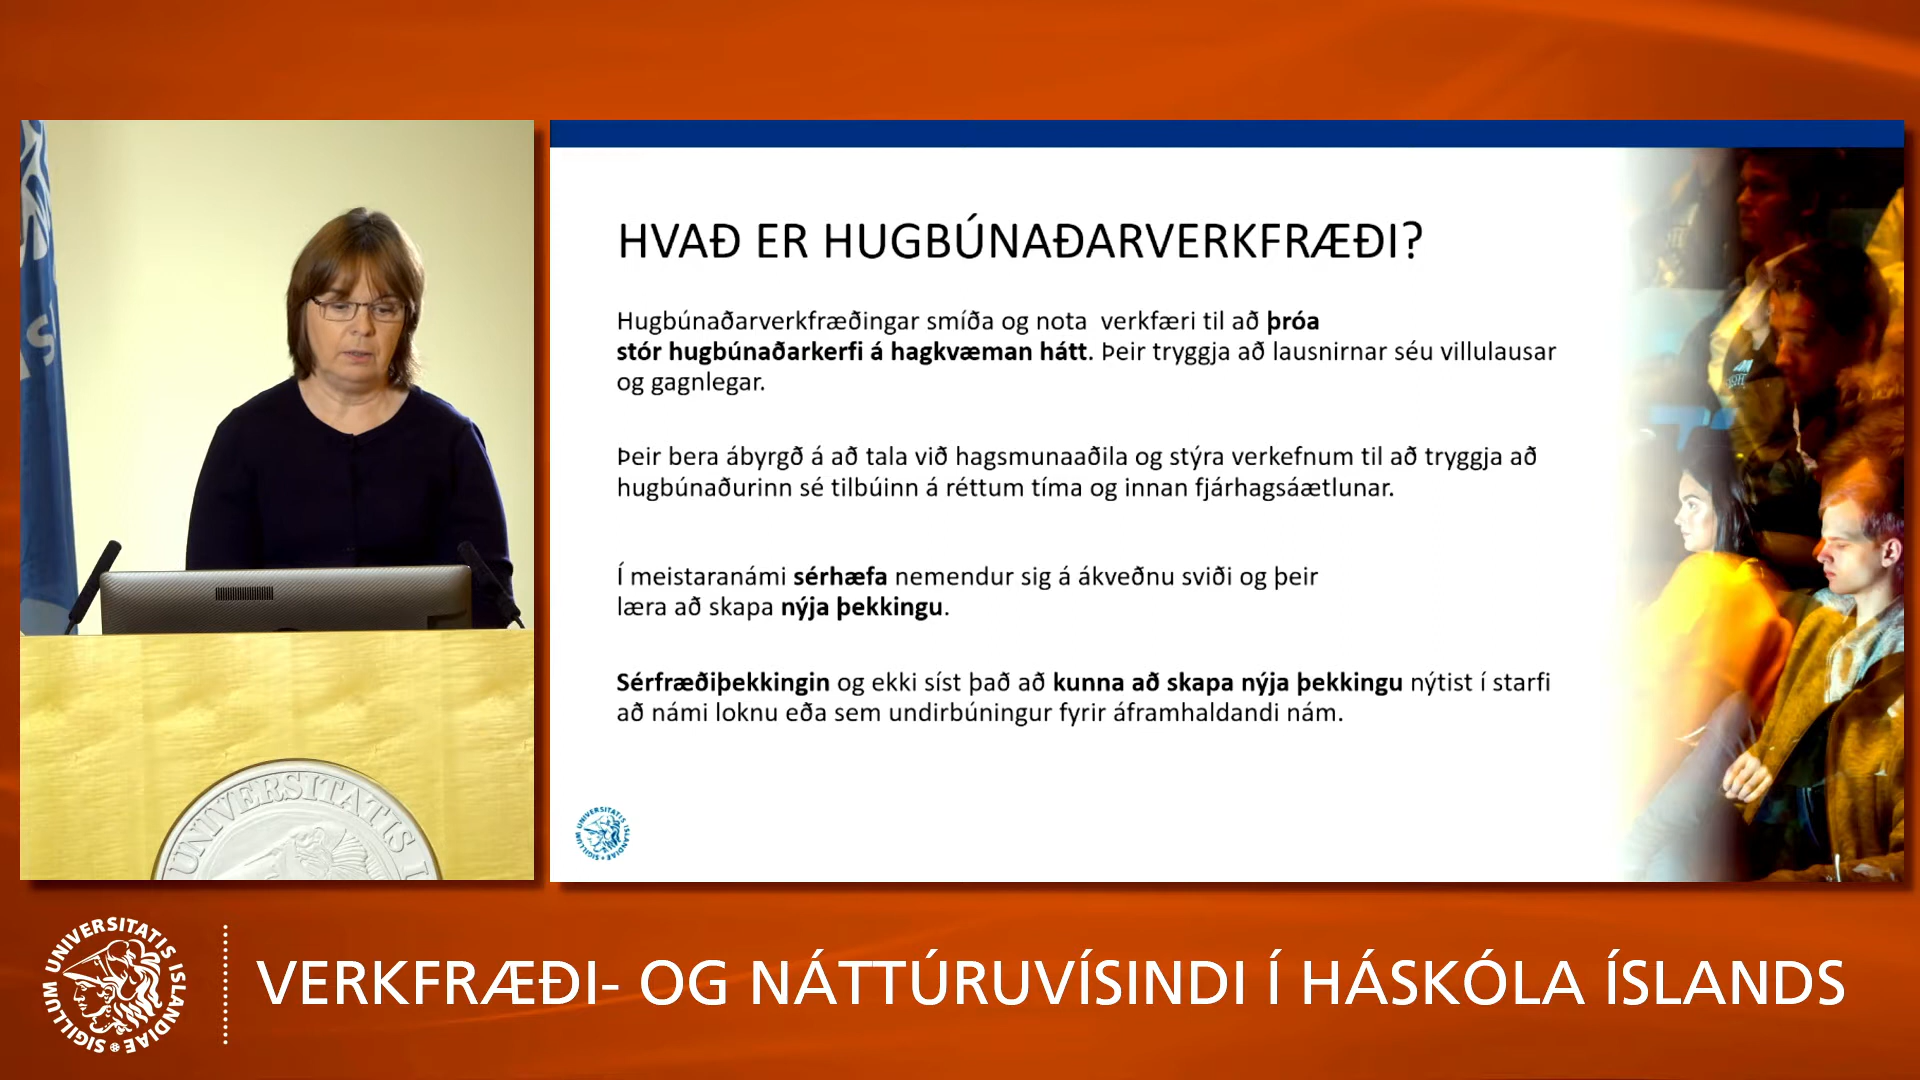 HVAÐ ER HUGBÚNAÐARVERKFRÆÐI?
Hugbúnaðarverkfræðingar smíða og nota verkfæri til að þróa
stór hugbúnaðarkerfi á hagkvæman hátt. Þeir tryggja að lausnirnar séu villulausar
og gagnlegar.
Þeir bera ábyrgð á að tala við hagsmunaaðila og stýra verkefnum til að tryggja að
hugbúnaðurinn sé tilbúinn á réttum tíma og innan fjárhagsáætlunar.
Í meistaranámi sérhæfa nemendur sig á ákveðnu sviði og þeir
læra að skapa nýja þekkingu.
Sérfræðiþekkingin og ekki síst það að kunna að skapa nýja þekkingu nýtist í starfi
að námi loknu eða sem undirbúningur fyrir áframhaldandi nám.
SIGILLUM UNIVERSITATIS ISLANDIAE
UNIVERSITATIS I
SIGILLUM UNIVERSITATIS ISLANDIAE
VERKFRÆÐI- OG NÁTTÚRUVÍSINDI Í HÁSKÓLA ÍSLANDS